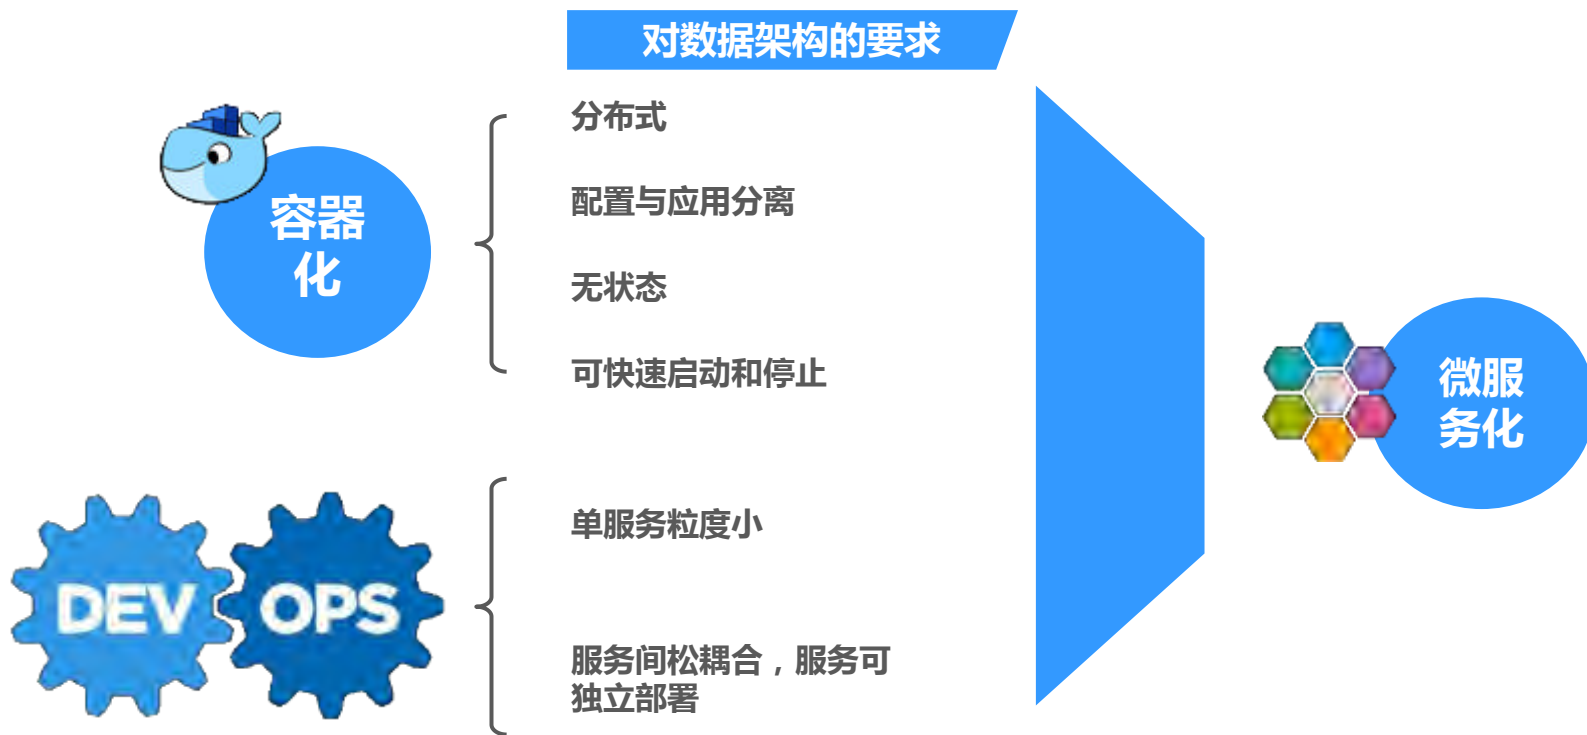 对数据架构的要求
容器
化
分布式
配置与应用分离
无状态
可快速启动和停止
DEV OPS
单服务粒度小
服务间松耦合，服务可
独立部署
微服
务化